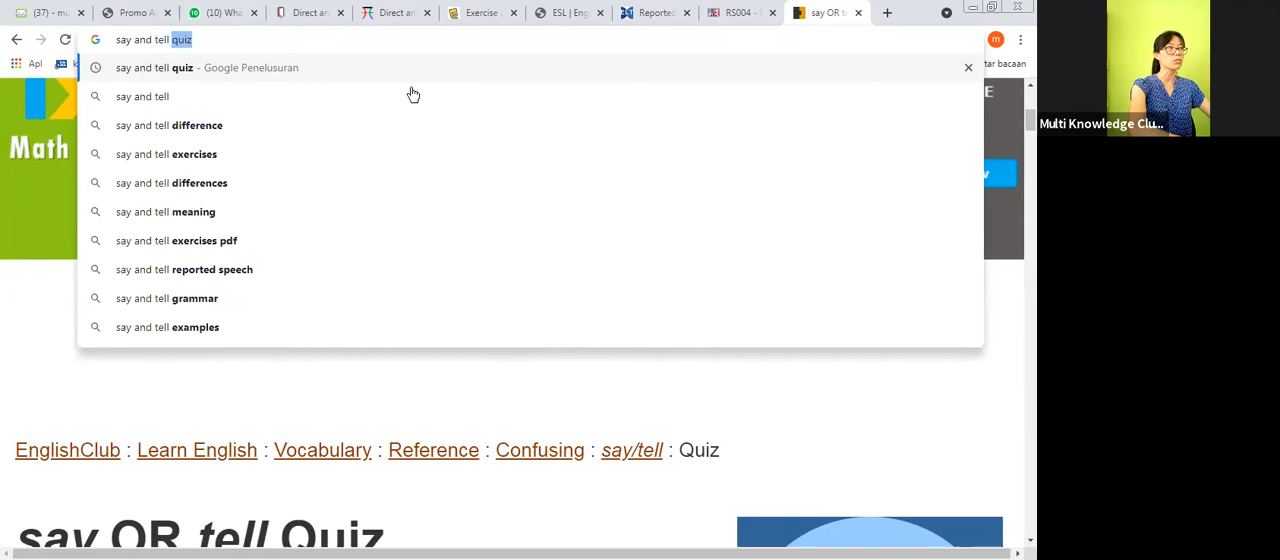 (37) - mu
Promo A
(10) Wha
Direct an
Direct an
Exercise
ESL | Eng
Reported
RS004 -
say OR te
say and tell quiz
m
say and tell quiz - Google Penelusuran
Apl
k
tar bacaan
say and tell
say and tell difference
E
Multi Knowledge Clu...
Math
say and tell exercises
say and tell differences
say and tell meaning
say and tell exercises pdf
say and tell reported speech
say and tell grammar
say and tell examples
EnglishClub : Learn English : Vocabulary : Reference : Confusing : say/tell : Quiz
say OR tell Quiz